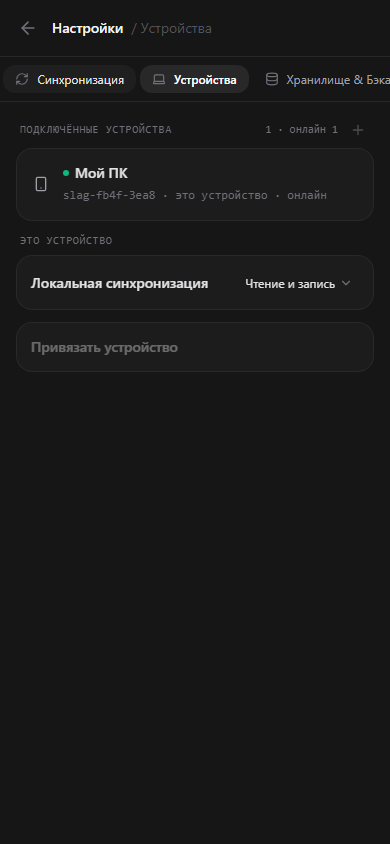 Настройки / Устройства
Синхронизация Устройства Хранилище & Бэка
ПОДКЛЮЧЁННЫЕ УСТРОЙСТВА 1 · онлайн 1 +
Мой ПК
slag-fb4f-3ea8 · это устройство · онлайн
ЭТО УСТРОЙСТВО
Локальная синхронизация Чтение и запись
Привязать устройство